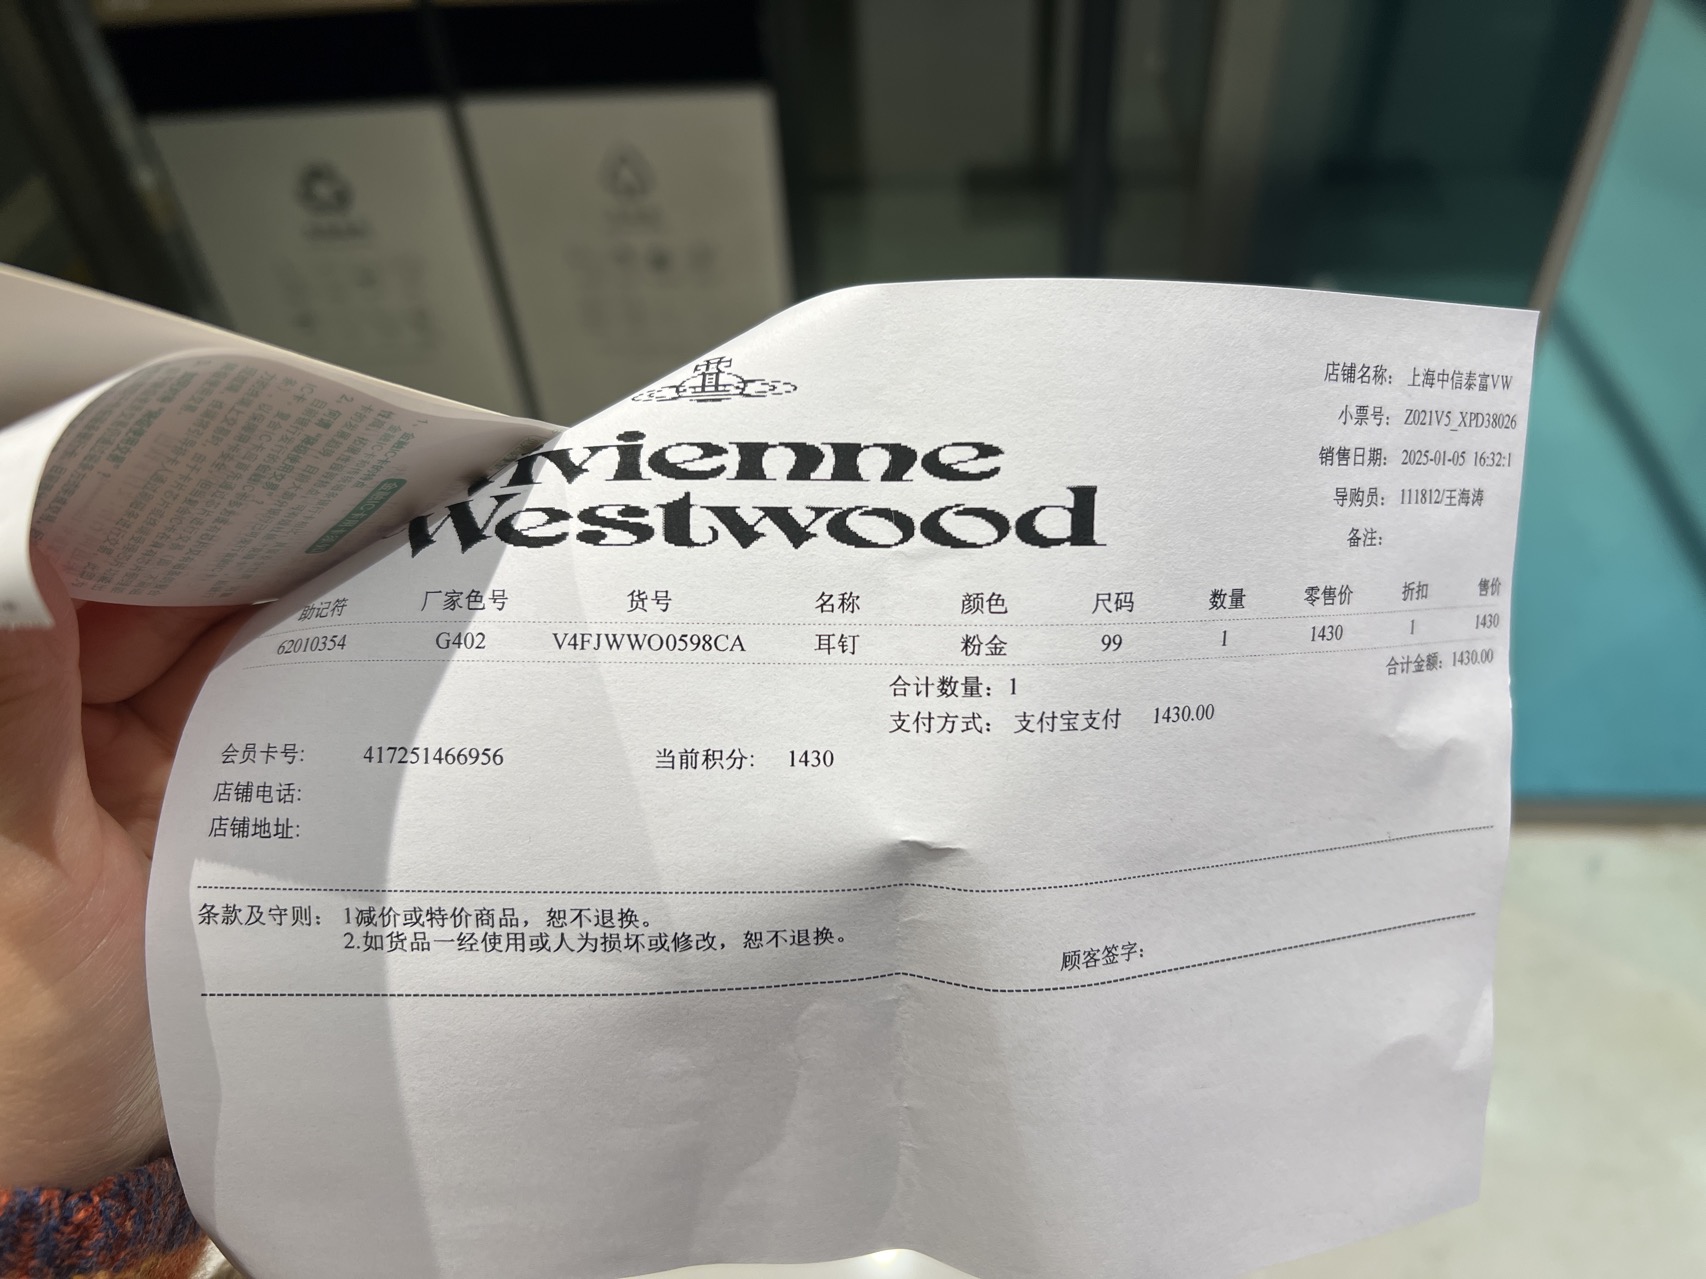 店铺名称: 上海中信泰富VW
小票号: Z021V5_XPD38026
销售日期: 2025-01-05 16:32:1
导购员: 111812/王海涛
备注:
Vivienne
Westwood
助记符 厂家色号 货号 名称 颜色 尺码 数量 零售价 折扣 售价
62010354 G402 V4FJWWO0598CA 耳钉 粉金 99 1 1430 1 1430
合计数量: 1 合计金额: 1430.00
支付方式: 支付宝支付 1430.00
会员卡号: 417251466956 当前积分: 1430
店铺电话:
店铺地址:
条款及守则: 1减价或特价商品，恕不退换。
2.如货品一经使用或人为损坏或修改，恕不退换。
顾客签字: